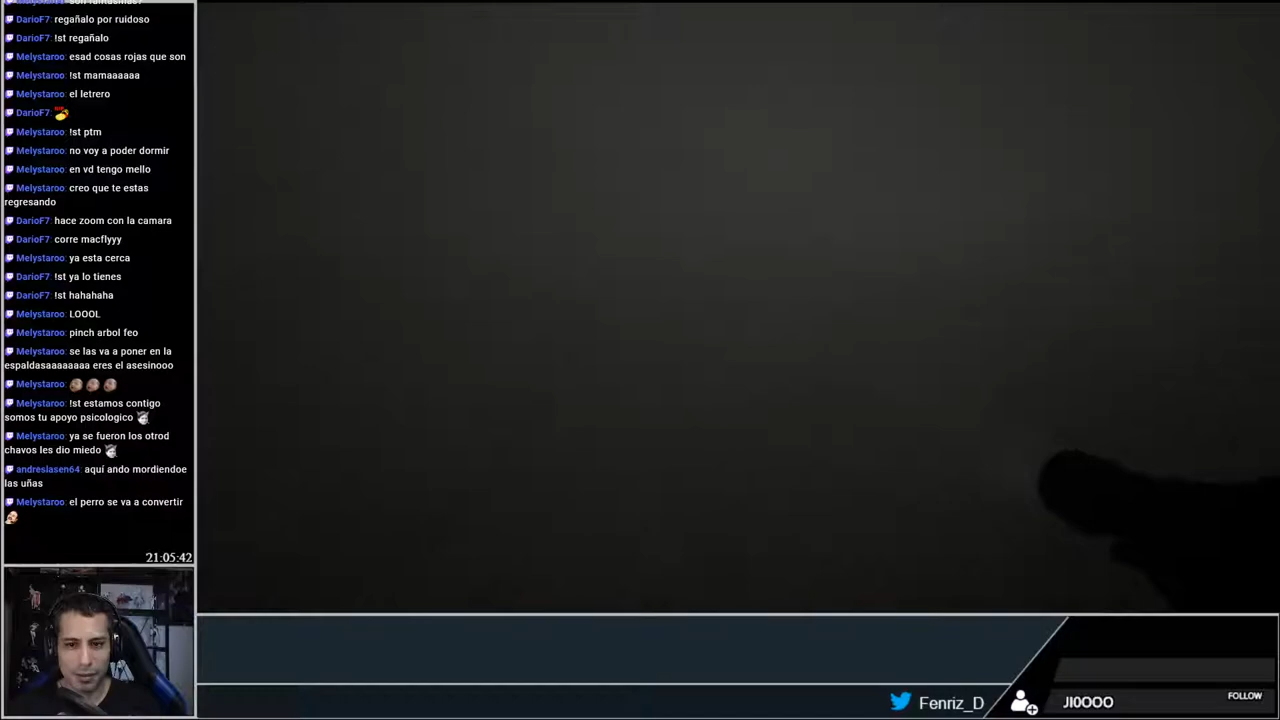 DarioF7: regañalo por ruidoso
DarioF7: !st regañalo
Melystaroo: esad cosas rojas que son
Melystaroo: !st mamaaaaaa
Melystaroo: el letrero
DarioF7:
Melystaroo: !st ptm
Melystaroo: no voy a poder dormir
Melystaroo: en vd tengo mello
Melystaroo: creo que te estas
regresando
DarioF7: hace zoom con la camara
DarioF7: corre macflyyy
Melystaroo: ya esta cerca
DarioF7: !st ya lo tienes
DarioF7: !st hahahaha
Melystaroo: LOOOL
Melystaroo: pinch arbol feo
Melystaroo: se las va a poner en la
espaldasaaaaaaaa eres el asesinooo
Melystaroo:
Melystaroo: !st estamos contigo
somos tu apoyo psicologico
Melystaroo: ya se fueron los otrod
chavos les dio miedo
andreslasen64: aquí ando mordiendoe
las uñas
Melystaroo: el perro se va a convertir
21:05:42
Fenriz_D
JI0OOO
FOLLOW